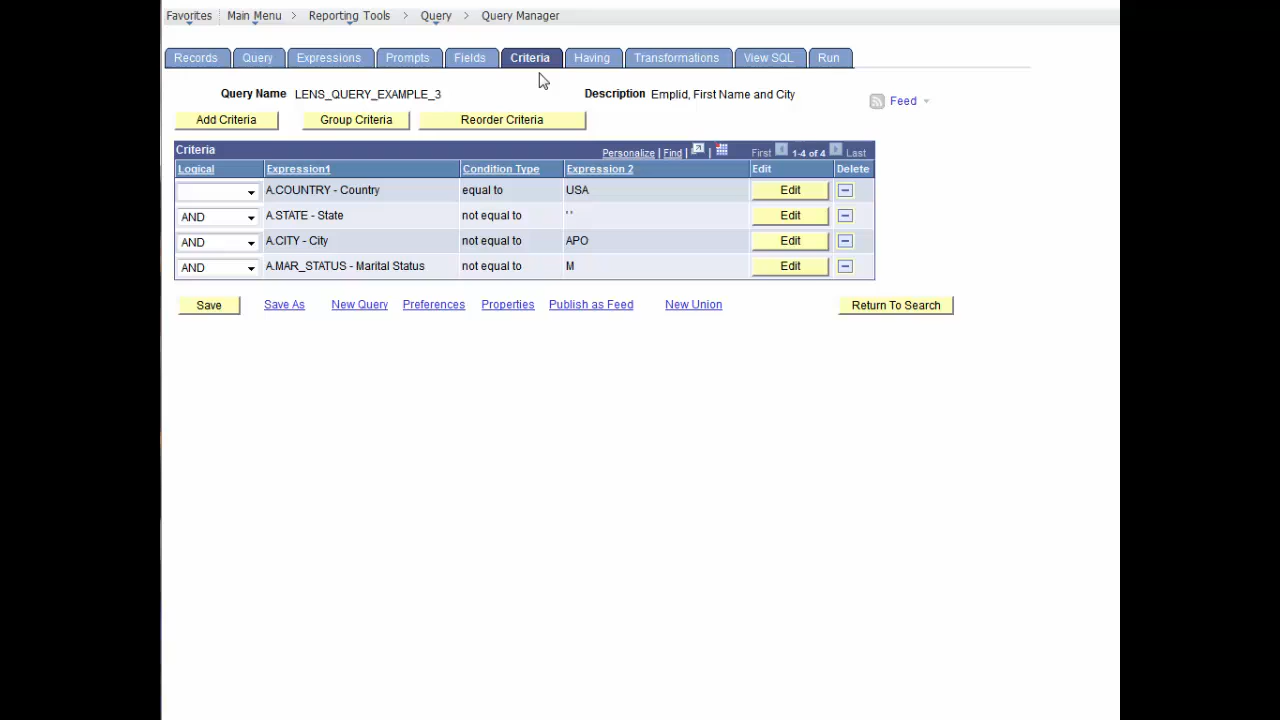 Favorites Main Menu > Reporting Tools > Query > Query Manager
Records Query Expressions Prompts Fields Criteria Having Transformations View SQL Run
Query Name LENS_QUERY_EXAMPLE_3 Description Emplid, First Name and City Feed
Add Criteria Group Criteria Reorder Criteria
Criteria Personalize | Find | | First 1-4 of 4 Last
Logical Expression1 Condition Type Expression 2 Edit Delete
A.COUNTRY - Country equal to USA Edit
AND A.STATE - State not equal to ' ' Edit
AND A.CITY - City not equal to APO Edit
AND A.MAR_STATUS - Marital Status not equal to M Edit
Save Save As New Query Preferences Properties Publish as Feed New Union Return To Search